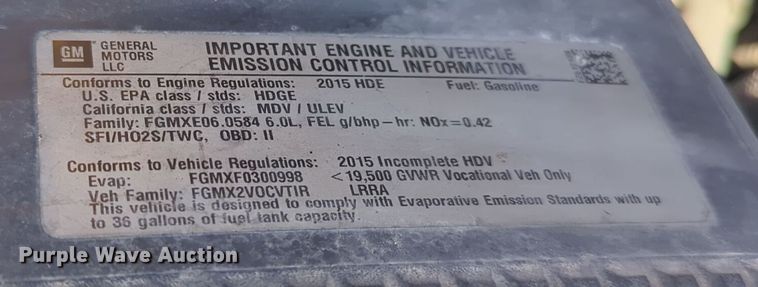 GM GENERAL MOTORS LLC
IMPORTANT ENGINE AND VEHICLE
EMISSION CONTROL INFORMATION
Conforms to Engine Regulations: 2015 HDE Fuel: Gasoline
U.S. EPA class / stds: HDGE
California class / stds: MDV / ULEV
Family: FGMXE06.0584 6.0L, FEL g/bhp-hr: NOx=0.42
SFI/HO2S/TWC, OBD: II
Conforms to Vehicle Regulations: 2015 Incomplete HDV
Evap: FGMXF0300998 <19,500 GVWR Vocational Veh Only
Veh Family: FGMX2VOCVTIR LRRA
This vehicle is designed to comply with Evaporative Emission Standards with up
to 36 gallons of fuel tank capacity.
Purple Wave Auction